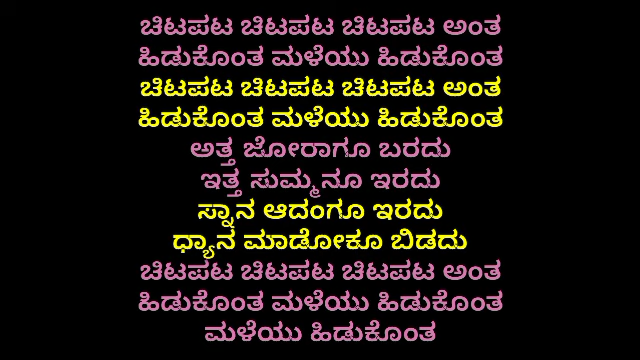 ಚಿಟಪಟ ಚಿಟಪಟ ಚಿಟಪಟ ಅಂತ
ಹಿಡುಕೊಂತ ಮಳೆಯು ಹಿಡುಕೊಂತ
ಚಿಟಪಟ ಚಿಟಪಟ ಚಿಟಪಟ ಅಂತ
ಹಿಡುಕೊಂತ ಮಳೆಯು ಹಿಡುಕೊಂತ
ಅತ್ತ ಜೋರಾಗೂ ಬರದು
ಇತ್ತ ಸುಮ್ಮನೂ ಇರದು
ಸ್ನಾನ ಆದಂಗೂ ಇರದು
ಧ್ಯಾನ ಮಾಡೋಕೂ ಬಿಡದು
ಚಿಟಪಟ ಚಿಟಪಟ ಚಿಟಪಟ ಅಂತ
ಹಿಡುಕೊಂತ ಮಳೆಯು ಹಿಡುಕೊಂತ
ಮಳೆಯು ಹಿಡುಕೊಂತ